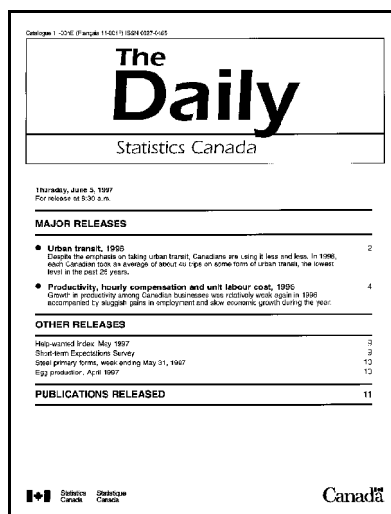 Catalogue 11-001E (Français 11-001F) ISSN 0827-0465
The
Daily
Statistics Canada
Thursday, June 5, 1997
For release at 8:30 a.m.
MAJOR RELEASES
● Urban transit, 1996 2
Despite the emphasis on taking urban transit, Canadians are using it less and less. In 1996,
each Canadian took an average of about 48 trips on some form of urban transit, the lowest
level in the past 25 years.
● Productivity, hourly compensation and unit labour cost, 1996 4
Growth in productivity among Canadian businesses was relatively weak again in 1996
accompanied by sluggish gains in employment and slow economic growth during the year.
OTHER RELEASES
Help-wanted Index, May 1997 9
Short-term Expectations Survey 9
Steel primary forms, week ending May 31, 1997 10
Egg production, April 1997 10
PUBLICATIONS RELEASED 11
Statistics Statistique
Canada Canada
Canada